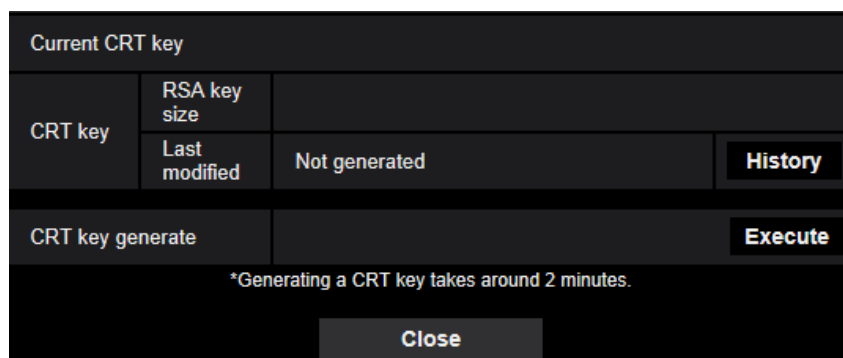 Current CRT key
CRT key
RSA key
size
Last
modified
Not generated
History
CRT key generate
Execute
*Generating a CRT key takes around 2 minutes.
Close